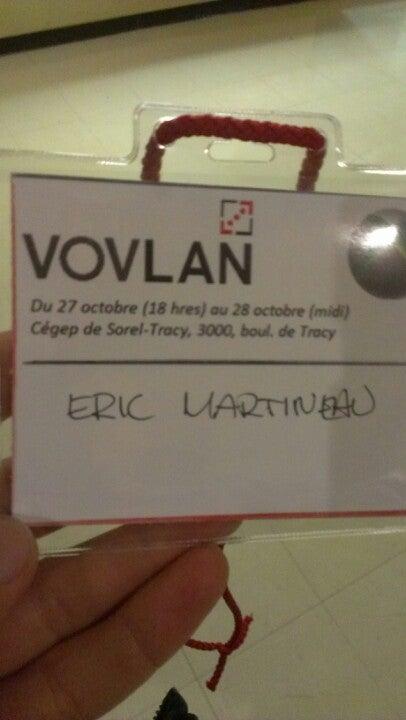 VOVLAN
Du 27 octobre (18 hres) au 28 octobre (midi)
Cégep de Sorel-Tracy, 3000, boul. de Tracy
ERIC MARTINEAU